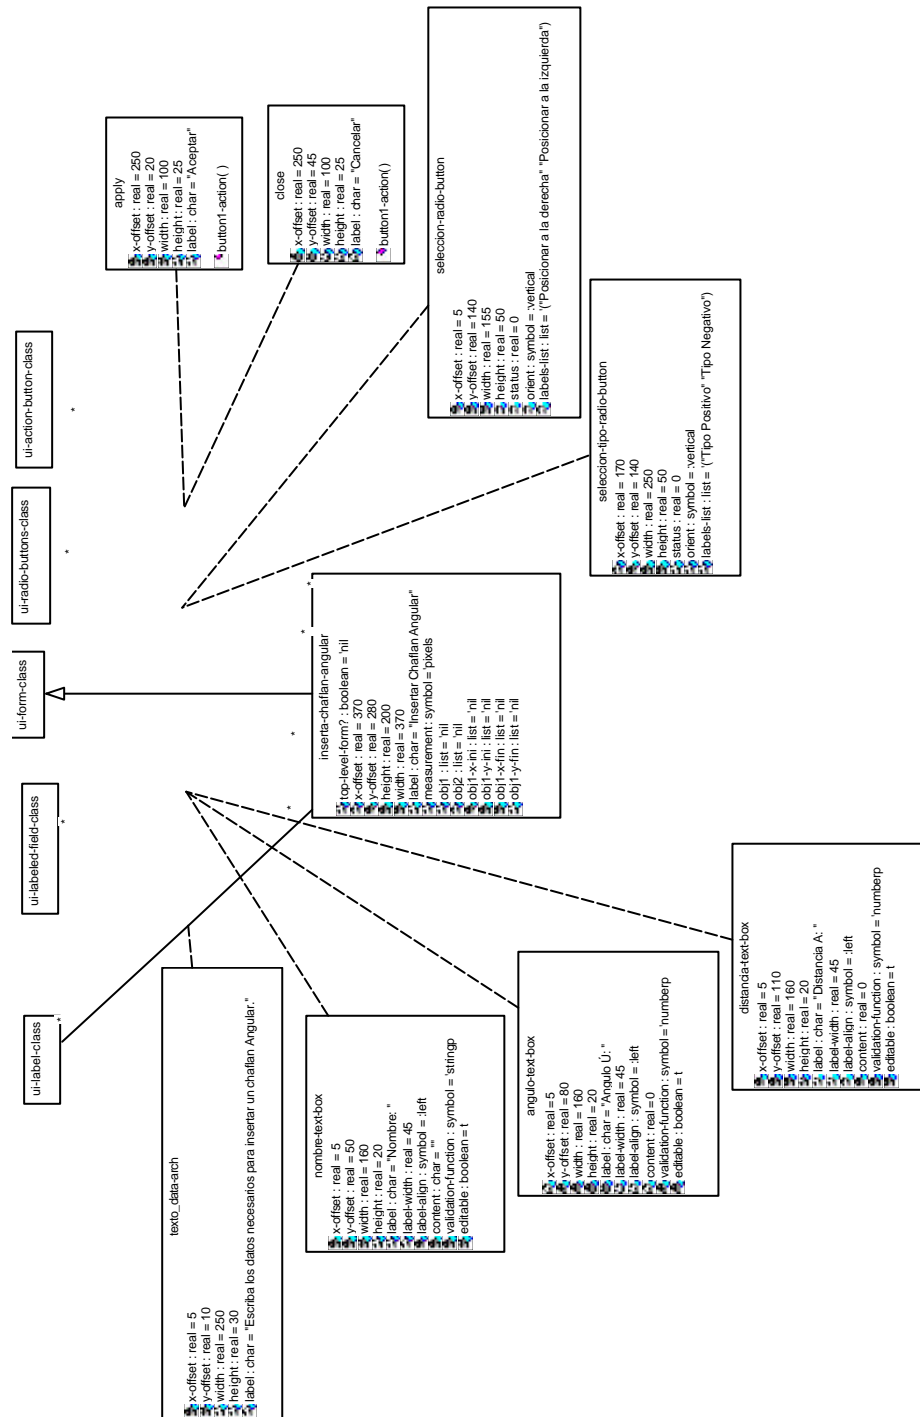 ui-label-class
*
ui-labeled-field-class
*
ui-form-class
ui-radio-buttons-class
*
ui-action-button-class
*
texto_data-arch
x-offset : real = 5
y-offset : real = 10
width : real = 250
height : real = 30
label : char = "Escriba los datos necesarios para insertar un chaflan Angular."
nombre-text-box
x-offset : real = 5
y-offset : real = 50
width : real = 160
height : real = 20
label : char = "Nombre: "
label-width : real = 45
label-align : symbol = :left
content : char = ""
validation-function : symbol = 'stringp
editable : boolean = t
angulo-text-box
x-offset : real = 5
y-offset : real = 80
width : real = 160
height : real = 20
label : char = "Angulo Ú: "
label-width : real = 45
label-align : symbol = :left
content : real = 0
validation-function : symbol = 'numberp
editable : boolean = t
distancia-text-box
x-offset : real = 5
y-offset : real = 110
width : real = 160
height : real = 20
label : char = "Distancia A: "
label-width : real = 45
label-align : symbol = :left
content : real = 0
validation-function : symbol = 'numberp
editable : boolean = t
*
*
*
*
inserta-chaflan-angular
top-level-form? : boolean = 'nil
x-offset : real = 370
y-offset : real = 280
height : real = 200
width : real = 370
label : char = "Insertar Chaflan Angular"
measurement : symbol = 'pixels
obj1 : list = 'nil
obj2 : list = 'nil
obj1-x-ini : list = 'nil
obj1-y-ini : list = 'nil
obj1-x-fin : list = 'nil
obj1-y-fin : list = 'nil
seleccion-tipo-radio-button
x-offset : real = 170
y-offset : real = 140
width : real = 250
height : real = 50
status : real = 0
orient : symbol = :vertical
labels-list : list = '("Tipo Positivo" "Tipo Negativo")
seleccion-radio-button
x-offset : real = 5
y-offset : real = 140
width : real = 155
height : real = 50
status : real = 0
orient : symbol = :vertical
labels-list : list = '("Posicionar a la derecha" "Posicionar a la izquierda")
close
x-offset : real = 250
y-offset : real = 45
width : real = 100
height : real = 25
label : char = "Cancelar"
button1-action( )
apply
x-offset : real = 250
y-offset : real = 20
width : real = 100
height : real = 25
label : char = "Aceptar"
button1-action( )